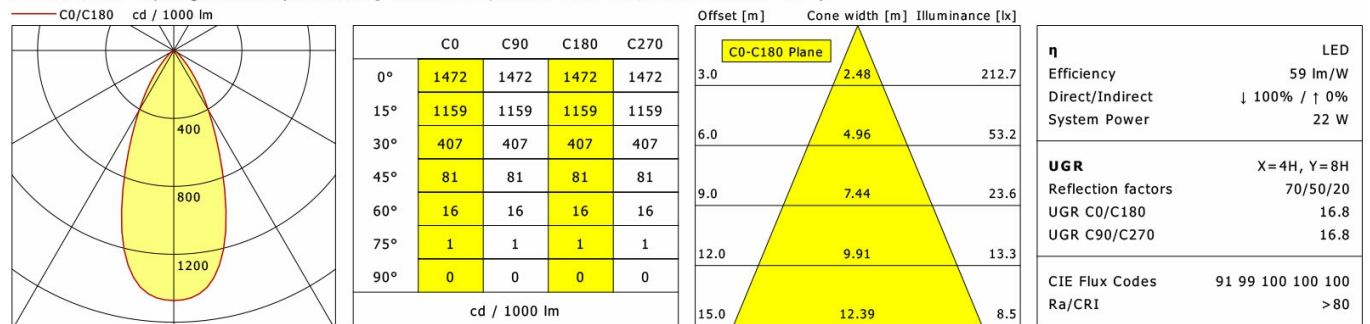 C0/C180 cd / 1000 lm
400
800
1200
C0 C90 C180 C270
0° 1472 1472 1472 1472
15° 1159 1159 1159 1159
30° 407 407 407 407
45° 81 81 81 81
60° 16 16 16 16
75° 1 1 1 1
90° 0 0 0 0
cd / 1000 lm
Offset [m] Cone width [m] Illuminance [lx]
C0-C180 Plane
3.0 2.48 212.7
6.0 4.96 53.2
9.0 7.44 23.6
12.0 9.91 13.3
15.0 12.39 8.5
η LED
Efficiency 59 lm/W
Direct/Indirect ↓ 100% / ↑ 0%
System Power 22 W
UGR X=4H, Y=8H
Reflection factors 70/50/20
UGR C0/C180 16.8
UGR C90/C270 16.8
CIE Flux Codes 91 99 100 100 100
Ra/CRI >80